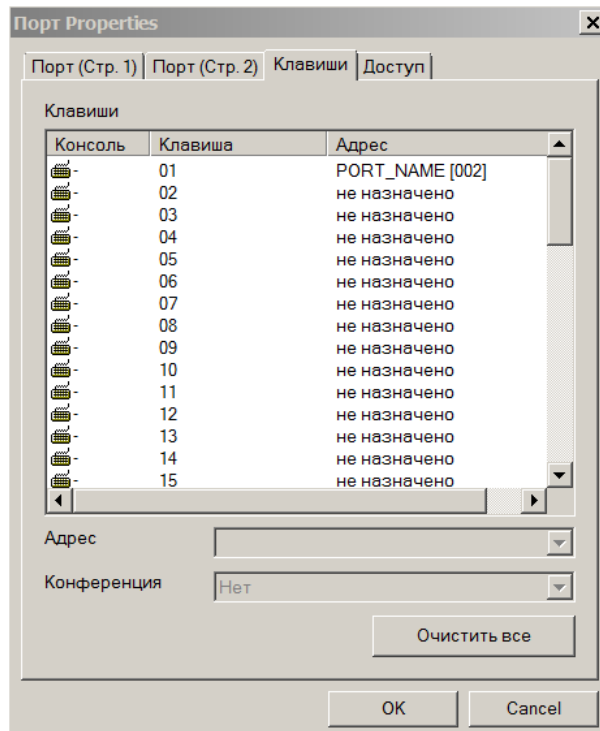 Порт Properties
Порт (Стр. 1) Порт (Стр. 2) Клавиши Доступ
Клавиши
Консоль Клавиша Адрес
- 01 PORT_NAME [002]
- 02 не назначено
- 03 не назначено
- 04 не назначено
- 05 не назначено
- 06 не назначено
- 07 не назначено
- 08 не назначено
- 09 не назначено
- 10 не назначено
- 11 не назначено
- 12 не назначено
- 13 не назначено
- 14 не назначено
- 15 не назначено
Адрес
Конференция Нет
Очистить все
OK Cancel